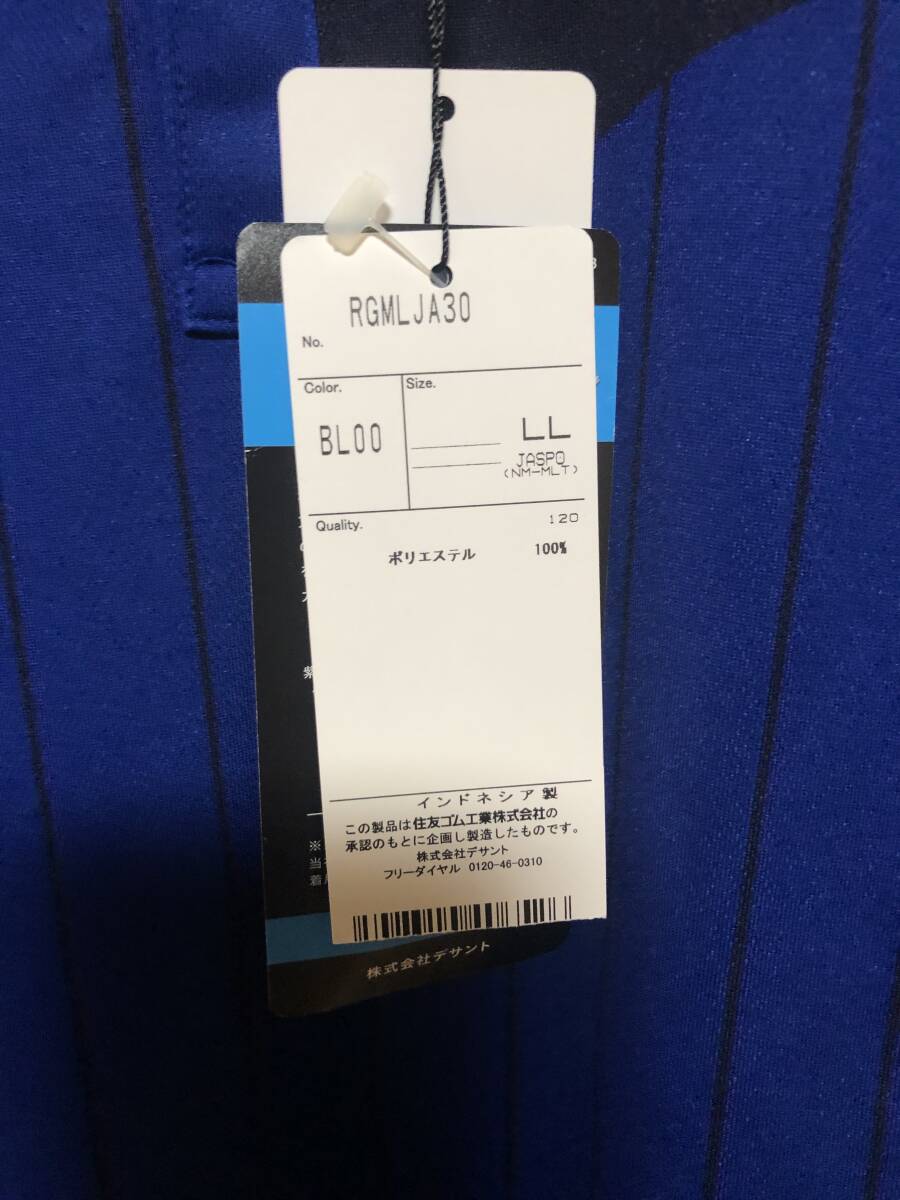 RGMLJA30
No.
Color.
Size.
BL00
LL
JASPO
(NM-MLT)
Quality.
120
ポリエステル 100%
インドネシア製
この製品は住友ゴム工業株式会社の
承認のもとに企画し製造したものです。
株式会社デサント
フリーダイヤル 0120-46-0310
紫
※
当
着
株式会社デサント